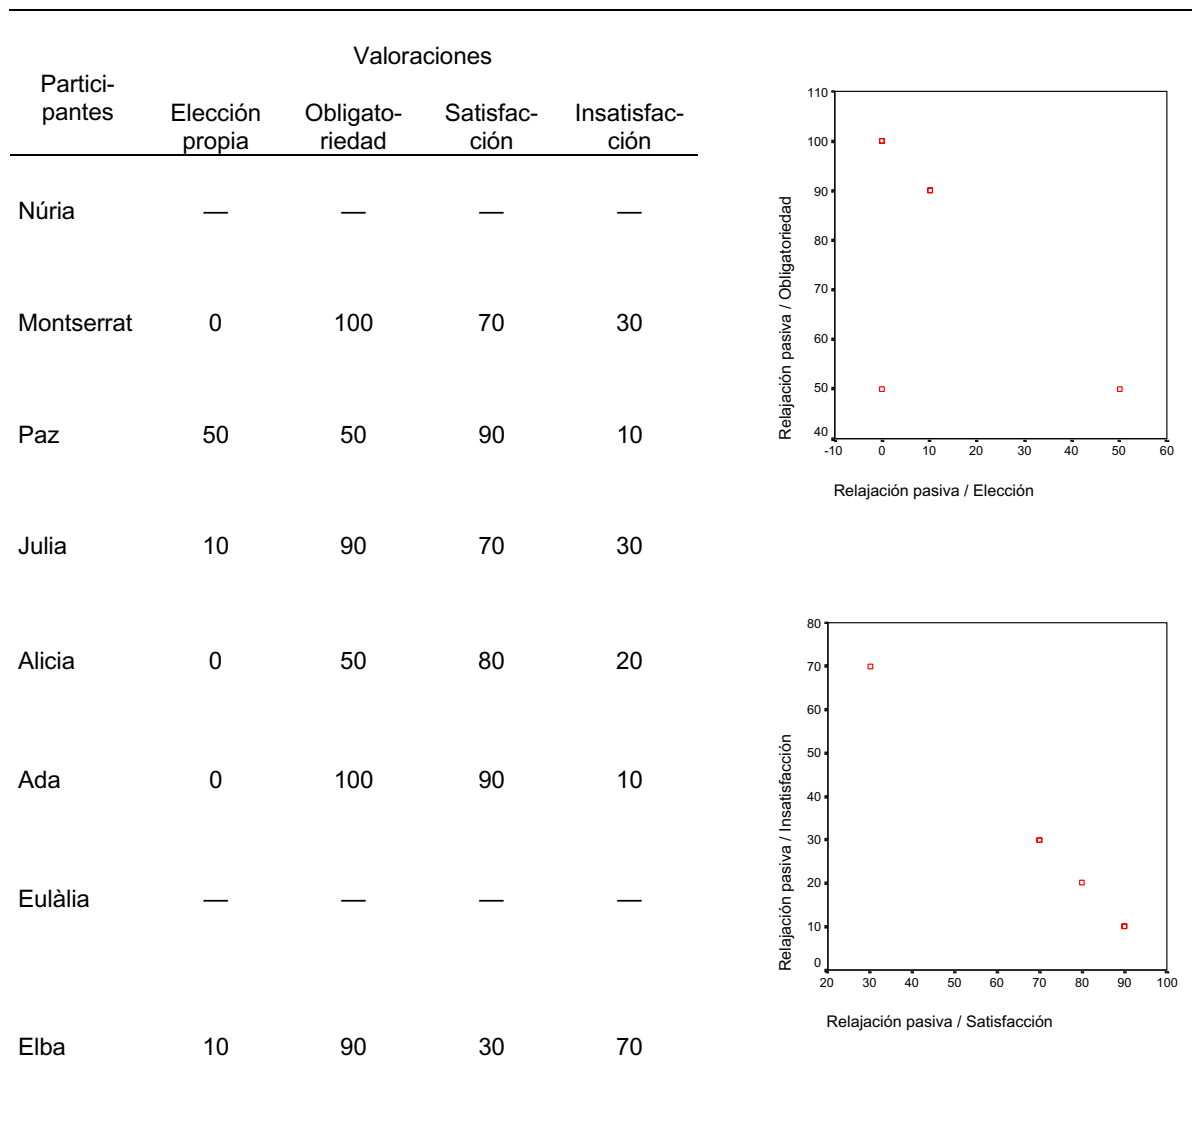 Valoraciones
Partici-
pantes
Elección
propia
Obligato-
riedad
Satisfac-
ción
Insatisfac-
ción
Núria — — — —
Montserrat 0 100 70 30
Paz 50 50 90 10
Julia 10 90 70 30
Alicia 0 50 80 20
Ada 0 100 90 10
Eulàlia — — — —
Elba 10 90 30 70
Relajación pasiva / Obligatoriedad
110
100
90
80
70
60
50
40
-10 0 10 20 30 40 50 60
Relajación pasiva / Elección
Relajación pasiva / Insatisfacción
80
70
60
50
40
30
20
10
0
20 30 40 50 60 70 80 90 100
Relajación pasiva / Satisfacción